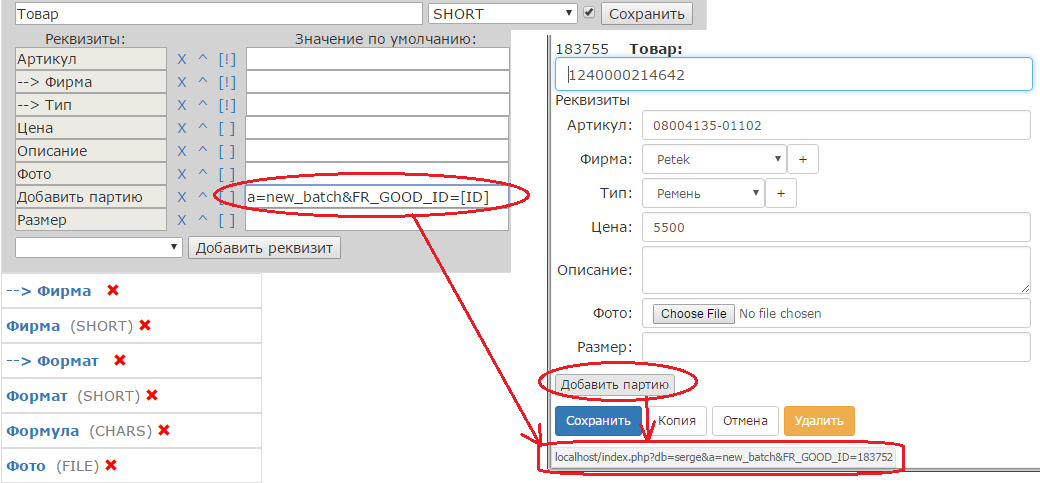 Товар SHORT Сохранить
Реквизиты: Значение по умолчанию:
Артикул X ^ [!]
--> Фирма X ^ [!]
--> Тип X ^ [!]
Цена X ^ [ ]
Описание X ^ [ ]
Фото X ^ [ ]
Добавить партию X ^ [ ] a=new_batch&FR_GOOD_ID=[ID]
Размер X ^ [ ]
Добавить реквизит
--> Фирма
Фирма (SHORT)
--> Формат
Формат (SHORT)
Формула (CHARS)
Фото (FILE)
183755 Товар:
1240000214642
Реквизиты
Артикул: 08004135-01102
Фирма: Petek +
Тип: Ремень +
Цена: 5500
Описание:
Фото: Choose File No file chosen
Размер:
Добавить партию
Сохранить Копия Отмена Удалить
localhost/index.php?db=serge&a=new_batch&FR_GOOD_ID=183752